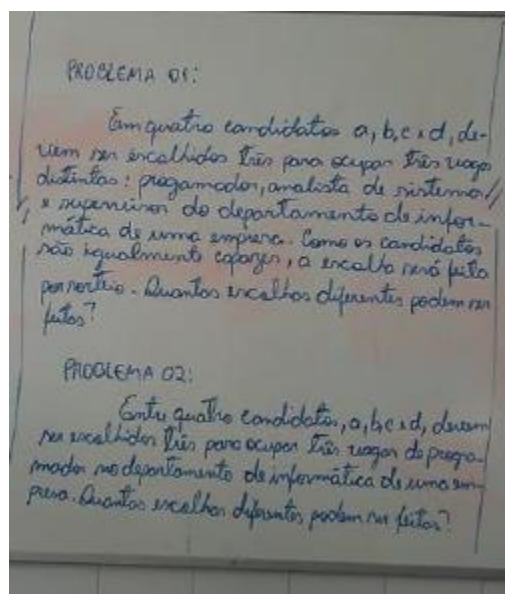 PROBLEMA 01:
Em quatro candidatos a, b, c e d, de-
viam ser escolhidos três para ocupar três vagas
distintas: progamador, analista de sistemas
e supervisor do departamento de infor-
mática de uma empresa. Como os candidatos
são igualmente capazes, a escolha será feita
por sorteio. Quantas escolhas diferentes podem ser
feitas?
PROBLEMA 02:
Entre quatro candidatos, a, b, c e d, devem
ser escolhidos três para ocupar três vagas de progra-
mador no departamento de informática de uma em-
presa. Quantas escolhas diferentes podem ser feitas?